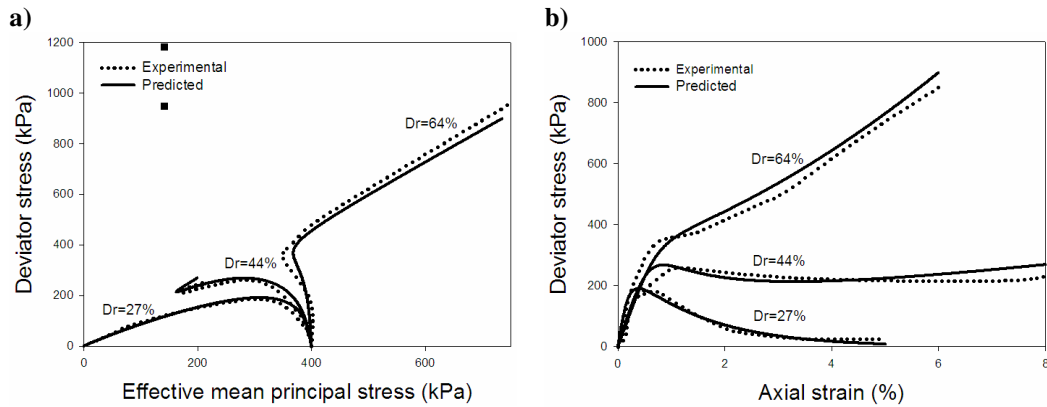 a)
1200
1000
800
600
400
200
0
Deviator stress (kPa)
Experimental
Predicted
Dr=64%
Dr=44%
Dr=27%
0
200
400
600
Effective mean principal stress (kPa)
b)
1000
800
600
400
200
0
Deviator stress (kPa)
Experimental
Predicted
Dr=64%
Dr=44%
Dr=27%
0
2
4
6
8
Axial strain (%)